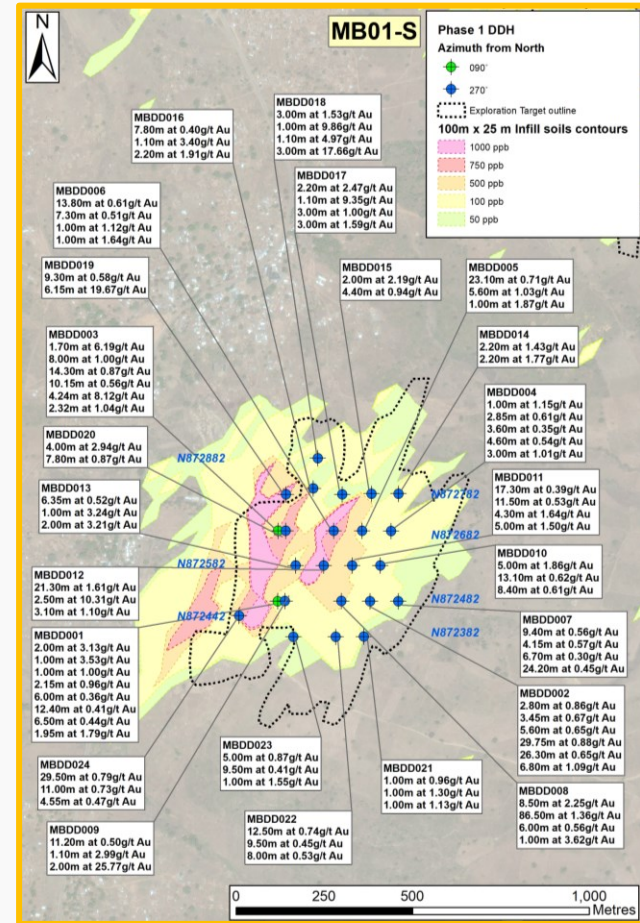 N
MB01-S
Phase 1 DDH
Azimuth from North
090°
270°
Exploration Target outline
100m x 25 m Infill soils contours
1000 ppb
750 ppb
500 ppb
100 ppb
50 ppb
MBDD018
3.00m at 1.53g/t Au
1.00m at 9.86g/t Au
1.10m at 4.97g/t Au
3.00m at 17.66g/t Au
MBDD016
7.80m at 0.40g/t Au
1.10m at 3.40g/t Au
2.20m at 1.91g/t Au
MBDD017
2.20m at 2.47g/t Au
1.10m at 9.35g/t Au
3.00m at 1.00g/t Au
3.00m at 1.59g/t Au
MBDD006
13.80m at 0.61g/t Au
7.30m at 0.51g/t Au
1.00m at 1.12g/t Au
1.00m at 1.64g/t Au
MBDD019
9.30m at 0.58g/t Au
6.15m at 19.67g/t Au
MBDD015
2.00m at 2.19g/t Au
4.40m at 0.94g/t Au
MBDD005
23.10m at 0.71g/t Au
5.60m at 1.03g/t Au
1.00m at 1.87g/t Au
MBDD003
1.70m at 6.19g/t Au
8.00m at 1.00g/t Au
14.30m at 0.87g/t Au
10.15m at 0.56g/t Au
4.24m at 8.12g/t Au
2.32m at 1.04g/t Au
MBDD014
2.20m at 1.43g/t Au
2.20m at 1.77g/t Au
MBDD004
1.00m at 1.15g/t Au
2.85m at 0.61g/t Au
3.60m at 0.35g/t Au
4.60m at 0.54g/t Au
3.00m at 1.01g/t Au
MBDD020
4.00m at 2.94g/t Au
7.80m at 0.87g/t Au
N872882
N872782
MBDD011
17.30m at 0.39g/t Au
11.50m at 0.53g/t Au
4.30m at 1.64g/t Au
5.00m at 1.50g/t Au
MBDD013
6.35m at 0.52g/t Au
1.00m at 3.24g/t Au
2.00m at 3.21g/t Au
N872682
N872582
MBDD010
5.00m at 1.86g/t Au
13.10m at 0.62g/t Au
8.40m at 0.61g/t Au
MBDD012
21.30m at 1.61g/t Au
2.50m at 10.31g/t Au
3.10m at 1.10g/t Au
N872482
N872442
N872382
MBDD007
9.40m at 0.56g/t Au
4.15m at 0.57g/t Au
6.70m at 0.30g/t Au
24.20m at 0.45g/t Au
MBDD001
2.00m at 3.13g/t Au
1.00m at 3.53g/t Au
1.00m at 1.00g/t Au
2.15m at 0.96g/t Au
6.00m at 0.36g/t Au
12.40m at 0.41g/t Au
6.50m at 0.44g/t Au
1.95m at 1.79g/t Au
MBDD002
2.80m at 0.86g/t Au
3.45m at 0.67g/t Au
5.60m at 0.65g/t Au
29.75m at 0.88g/t Au
26.30m at 0.65g/t Au
6.80m at 1.09g/t Au
MBDD023
5.00m at 0.87g/t Au
9.50m at 0.41g/t Au
1.00m at 1.55g/t Au
MBDD024
29.50m at 0.79g/t Au
11.00m at 0.73g/t Au
4.55m at 0.47g/t Au
MBDD021
1.00m at 0.96g/t Au
1.00m at 1.30g/t Au
1.00m at 1.13g/t Au
MBDD008
8.50m at 2.25g/t Au
86.50m at 1.36g/t Au
6.00m at 0.56g/t Au
1.00m at 3.62g/t Au
MBDD022
12.50m at 0.74g/t Au
9.50m at 0.45g/t Au
8.00m at 0.53g/t Au
MBDD009
11.20m at 0.50g/t Au
1.10m at 2.99g/t Au
2.00m at 25.77g/t Au
0 250 500 1,000
Metres